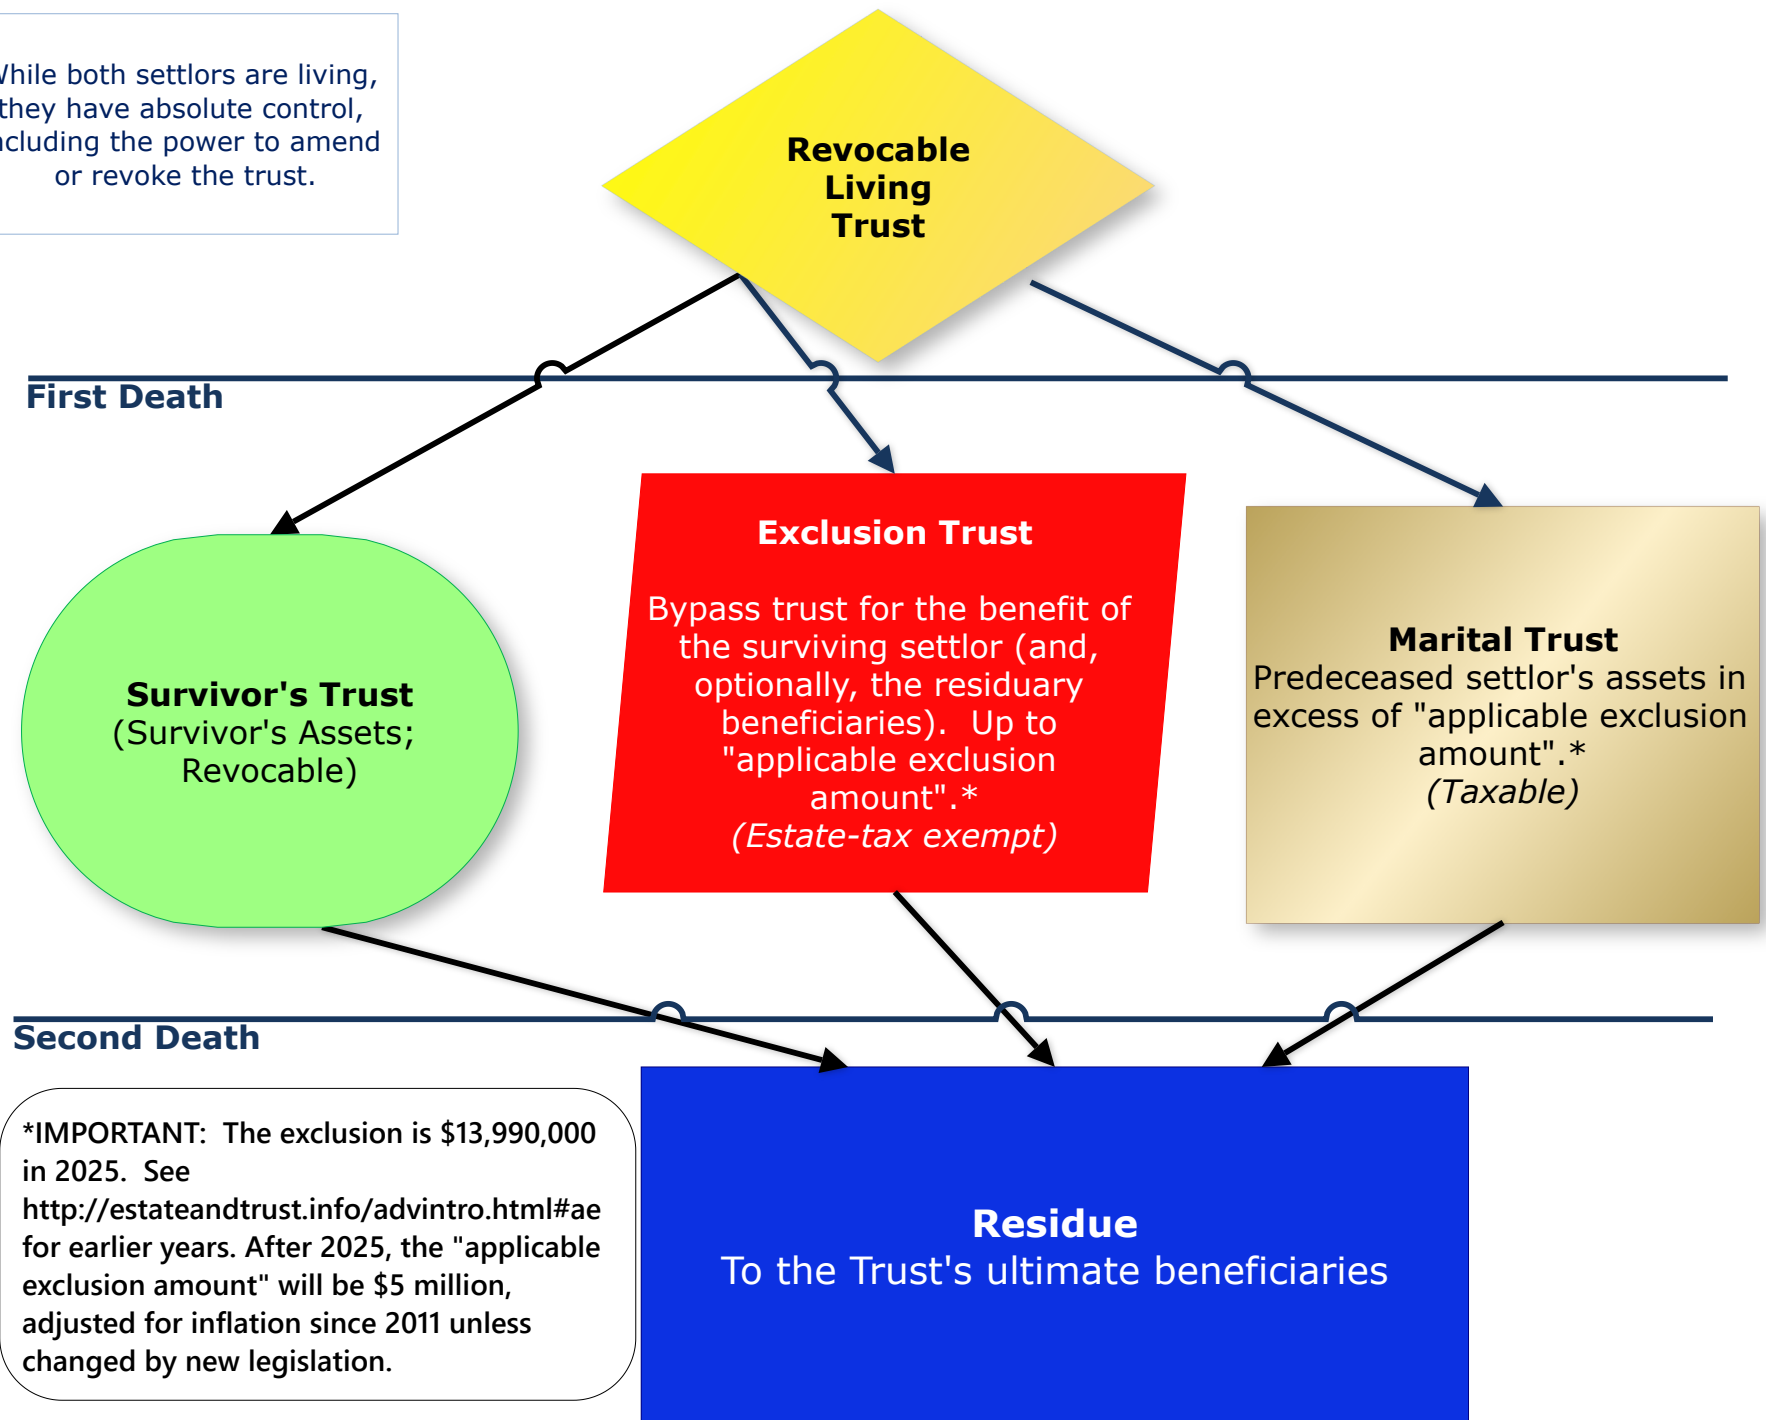 While both settlors are living,
they have absolute control,
including the power to amend
or revoke the trust.
Revocable
Living
Trust
First Death
Survivor's Trust
(Survivor's Assets;
Revocable)
Exclusion Trust
Bypass trust for the benefit of
the surviving settlor (and,
optionally, the residuary
beneficiaries).  Up to
"applicable exclusion
amount".*
(Estate-tax exempt)
Marital Trust
Predeceased settlor's assets in
excess of "applicable exclusion
amount".*
(Taxable)
Second Death
*IMPORTANT:  The exclusion is $13,990,000
in 2025.  See
http://estateandtrust.info/advintro.html#ae
for earlier years. After 2025, the "applicable
exclusion amount" will be $5 million,
adjusted for inflation since 2011 unless
changed by new legislation.
Residue
To the Trust's ultimate beneficiaries